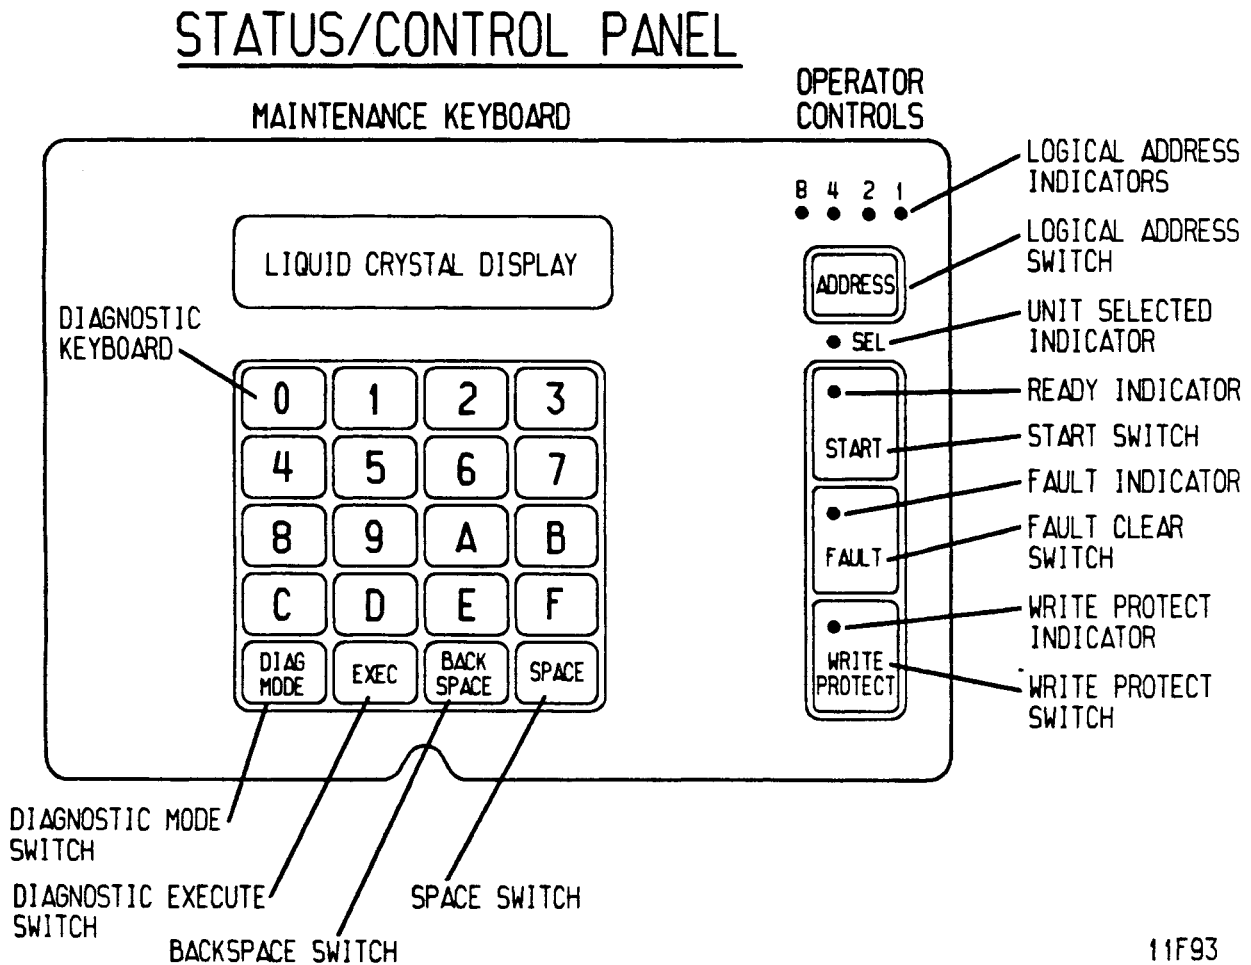 STATUS/CONTROL PANEL
MAINTENANCE KEYBOARD
OPERATOR
CONTROLS
8 4 2 1
LOGICAL ADDRESS
INDICATORS
LIQUID CRYSTAL DISPLAY
ADDRESS
LOGICAL ADDRESS
SWITCH
SEL
UNIT SELECTED
INDICATOR
DIAGNOSTIC
KEYBOARD
0 1 2 3
4 5 6 7
8 9 A B
C D E F
DIAG
MODE
EXEC
BACK
SPACE
SPACE
READY INDICATOR
START
START SWITCH
FAULT INDICATOR
FAULT
FAULT CLEAR
SWITCH
WRITE PROTECT
INDICATOR
WRITE
PROTECT
WRITE PROTECT
SWITCH
DIAGNOSTIC MODE
SWITCH
DIAGNOSTIC EXECUTE
SWITCH
BACKSPACE SWITCH
SPACE SWITCH
11F93